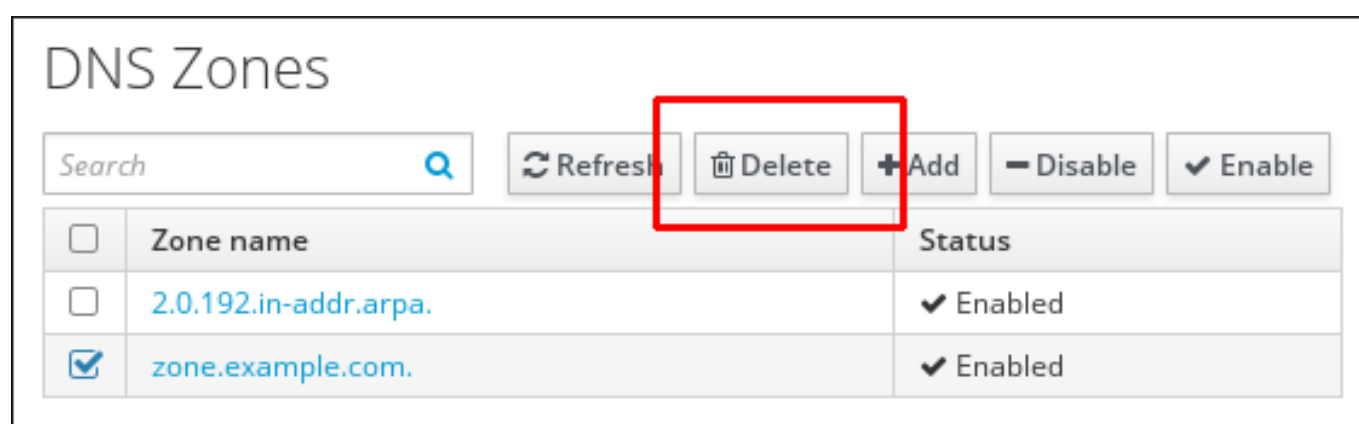 DNS Zones
Search Refresh Delete Add Disable Enable
Zone name Status
2.0.192.in-addr.arpa. Enabled
zone.example.com. Enabled